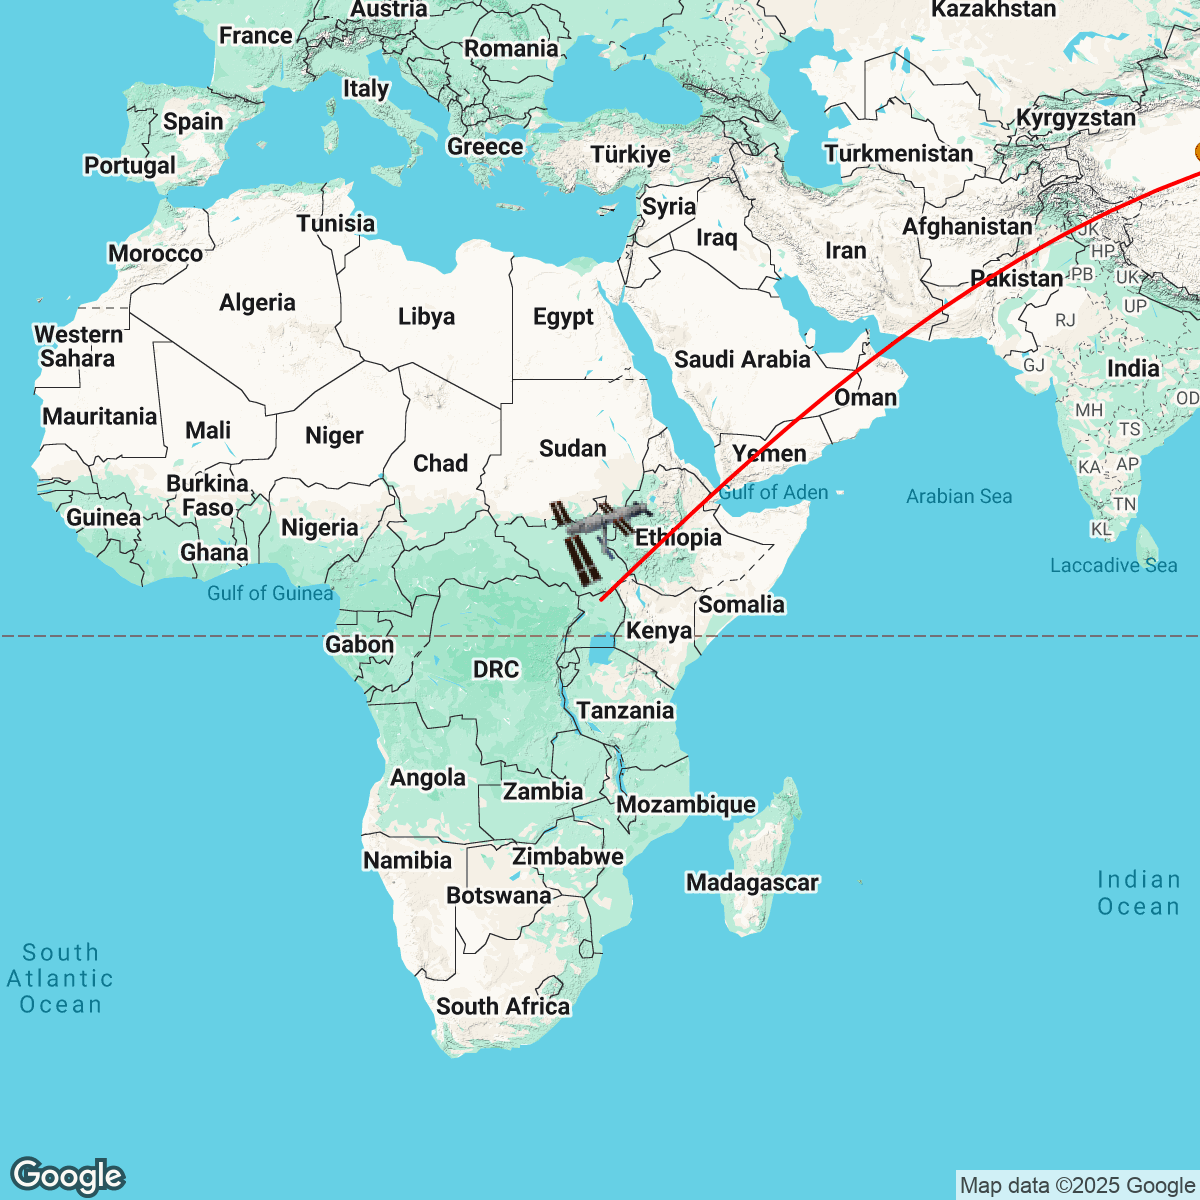 Austria
Kazakhstan
France
Romania
Italy
Kyrgyzstan
Spain
Greece
Türkiye
Turkmenistan
Portugal
Syria
Tunisia
Afghanistan
JK
Morocco
Iraq
Iran
HP
Pakistan
PB
UK
Algeria
Libya
Egypt
UP
Western
Sahara
RJ
Saudi Arabia
GJ
India
Oman
OD
Mauritania
Mali
Niger
MH
TS
Sudan
Yemen
Chad
KA
AP
Burkina
Faso
Gulf of Aden
Arabian Sea
TN
Guinea
Nigeria
Ethiopia
KL
Ghana
Laccadive Sea
Gulf of Guinea
Somalia
Kenya
Gabon
DRC
Tanzania
Angola
Zambia
Mozambique
Namibia
Zimbabwe
Botswana
Madagascar
Indian
Ocean
South
Atlantic
Ocean
South Africa
Google
Map data ©2025 Google